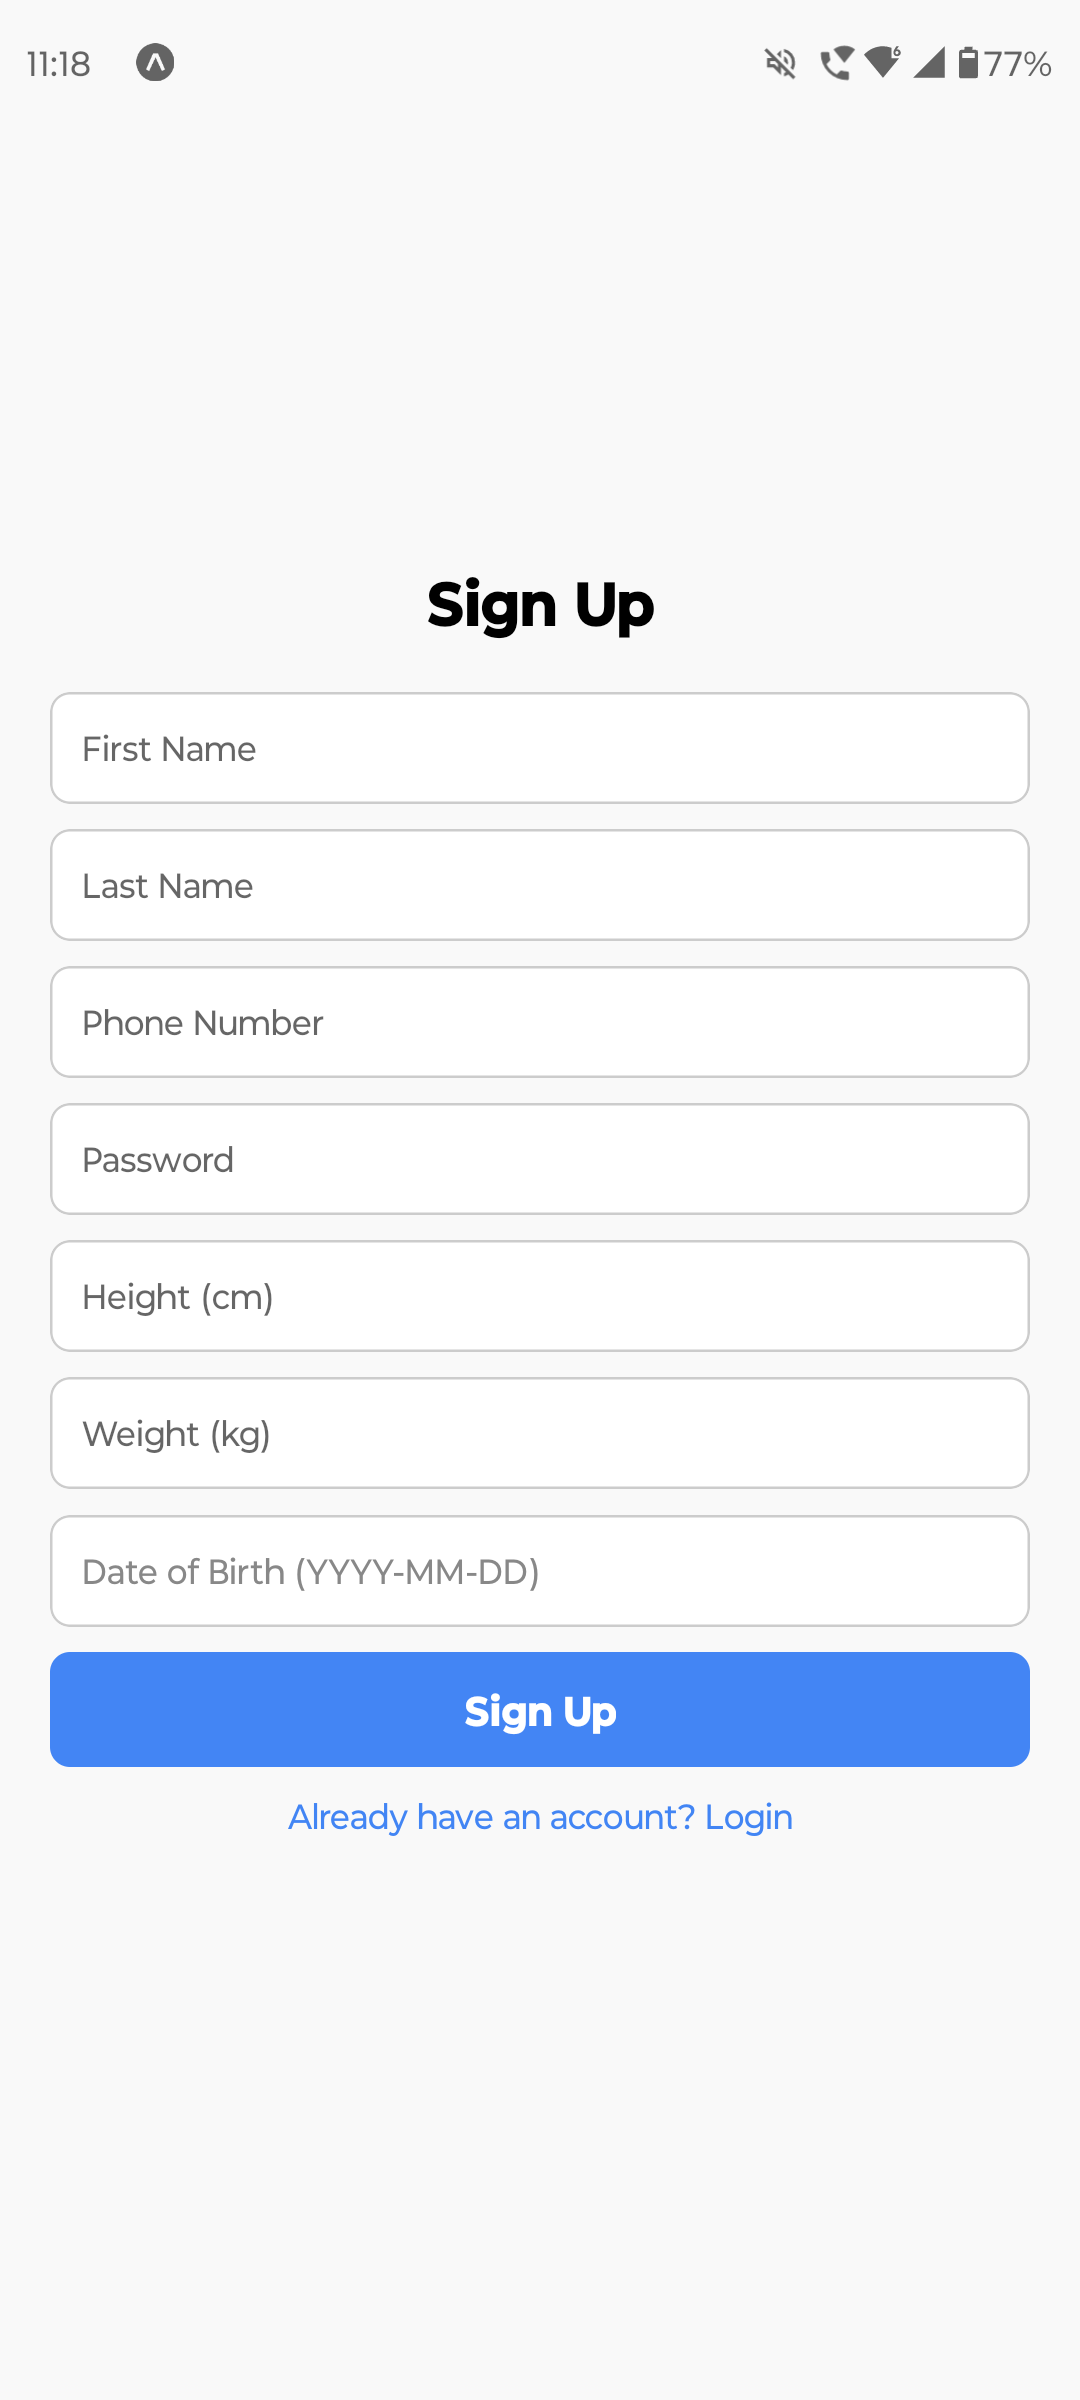 11:18
77%
Sign Up
First Name
Last Name
Phone Number
Password
Height (cm)
Weight (kg)
Date of Birth (YYYY-MM-DD)
Sign Up
Already have an account? Login